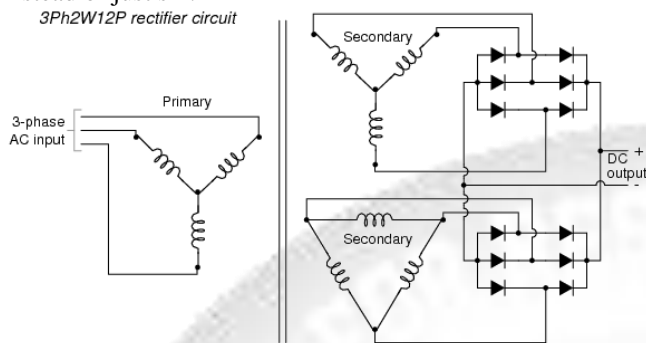 3Ph2W12P rectifier circuit
Secondary
Primary
3-phase
AC input
+
DC
output
-
Secondary